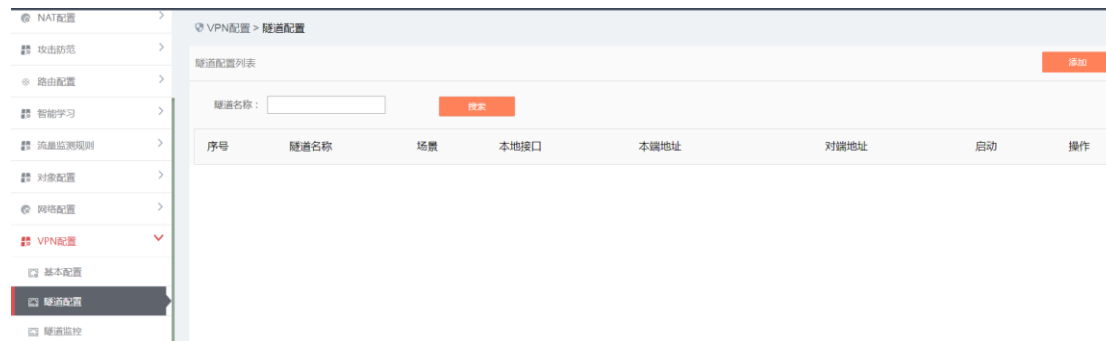 NAT配置
攻击防范
路由配置
智能学习
流量监测规则
对象配置
网络配置
VPN配置
基本配置
隧道配置
隧道监控
VPN配置 > 隧道配置
隧道配置列表
添加
隧道名称：
搜索
序号 隧道名称 场景 本地接口 本端地址 对端地址 启动 操作